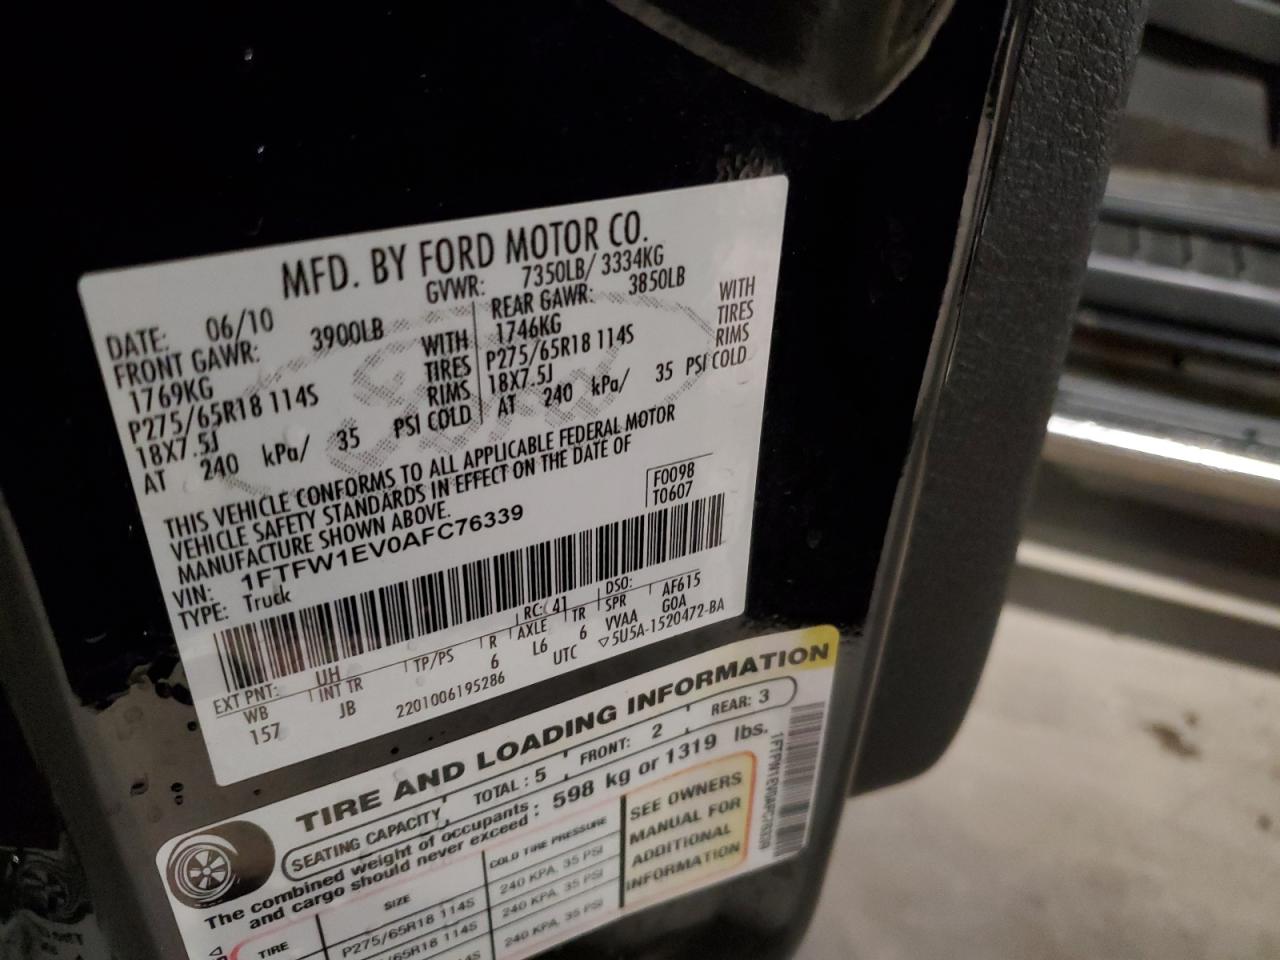 MFD. BY FORD MOTOR CO.
DATE: 06/10 GVWR: 7350LB/ 3334KG
FRONT GAWR: 3900LB REAR GAWR: 3850LB
1769KG WITH 1746KG WITH
P275/65R18 114S TIRES P275/65R18 114S TIRES
18X7.5J RIMS 18X7.5J RIMS
AT 240 kPa/ 35 PSI COLD AT 240 kPa/ 35 PSI COLD
THIS VEHICLE CONFORMS TO ALL APPLICABLE FEDERAL MOTOR
VEHICLE SAFETY STANDARDS IN EFFECT ON THE DATE OF
MANUFACTURE SHOWN ABOVE.
F0098
T0607
VIN: 1FTFW1EV0AFC76339
TYPE: Truck
EXT PNT: UH RC: 41 DSO: AF615
WB INT TR TP/PS R AXLE TR SPR
157 JB 6 L6 6 VVAA GOA
2201006195286 UTC ▽5U5A-1520472-BA
TIRE AND LOADING INFORMATION
SEATING CAPACITY TOTAL: 5 FRONT: 2 REAR: 3
The combined weight of occupants and cargo should never exceed: 598 kg or 1319 lbs.
TIRE SIZE COLD TIRE PRESSURE
P275/65R18 114S 240 KPA, 35 PSI
65R18 114S 240 KPA, 35 PSI
240 KPA, 35 PSI
SEE OWNERS
MANUAL FOR
ADDITIONAL
INFORMATION
1FTFW1EV0AFC76339